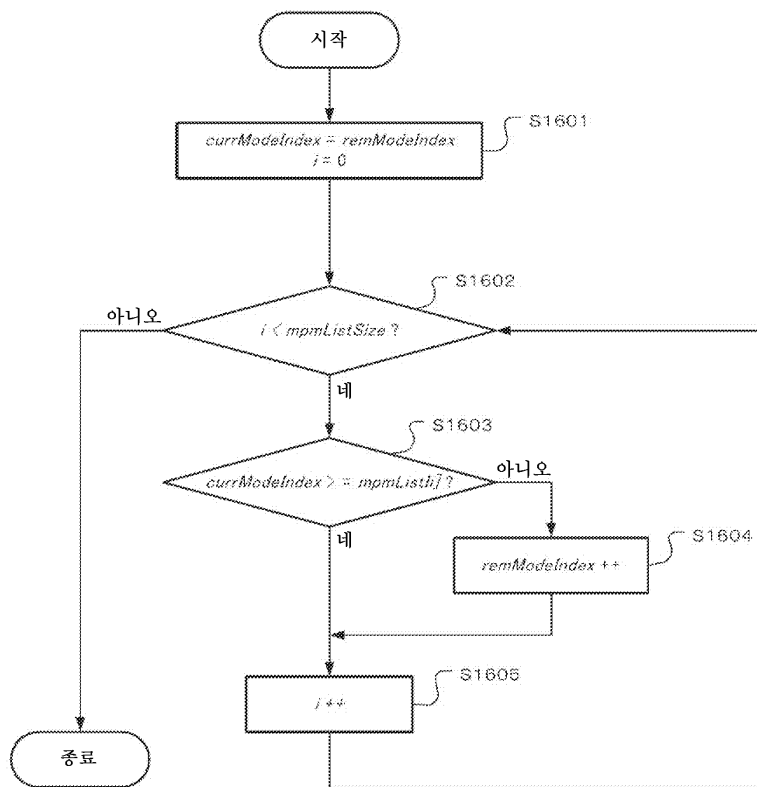 시작
S1601
currModeIndex = remModeIndex
i = 0
S1602
아니오
i < mpmListSize ?
네
S1603
아니오
currModeIndex > = mpmList[i] ?
네
S1604
remModeIndex ++
S1605
i ++
종료